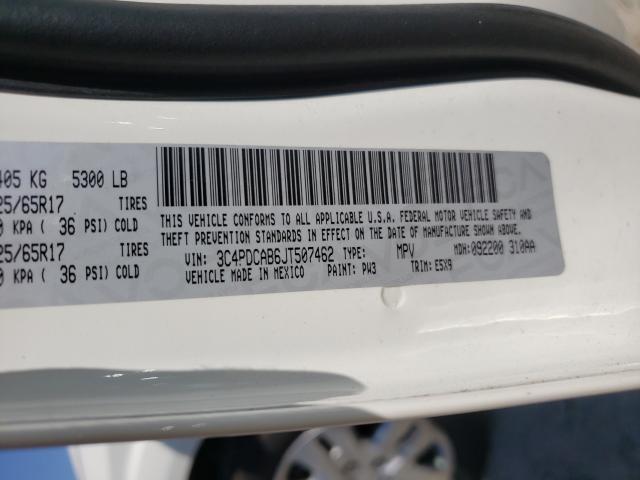 405 KG 5300 LB
25/65R17 TIRES
0 KPA ( 36 PSI) COLD
25/65R17 TIRES
0 KPA ( 36 PSI) COLD
THIS VEHICLE CONFORMS TO ALL APPLICABLE U.S.A. FEDERAL MOTOR VEHICLE SAFETY AND
THEFT PREVENTION STANDARDS IN EFFECT ON THE DATE OF MANUFACTURE SHOWN ABOVE.
VIN: 3C4PDCAB6JT507462 TYPE: MPV MDH:092200 310AA
MADE IN MEXICO PAINT: PW3 TRIM: E5X9